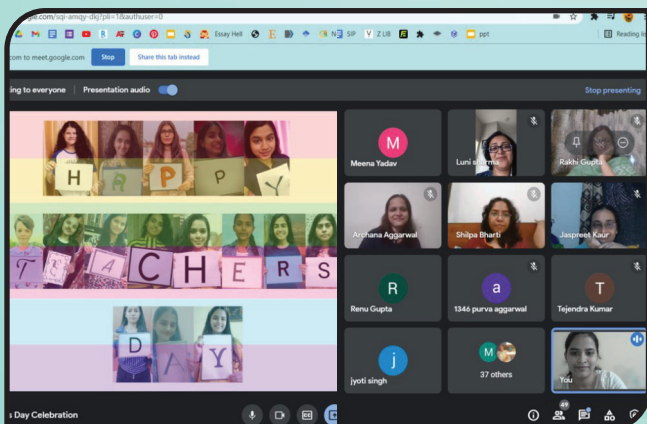 gle.com/sqi-amqy-dkj?pli=1&authuser=0
Essay Hell
SIP
Z LIB
ppt
Reading lis
com to meet.google.com
Stop
Share this tab instead
ing to everyone
Presentation audio
Stop presenting
H A P P Y
T E A C H E R S
D A Y
M
Meena Yadav
Luni sharma
Rakhi Gupta
Archana Aggarwal
Shilpa Bharti
Jaspreet Kaur
R
Renu Gupta
a
1346 purva aggarwal
T
Tejendra Kumar
j
jyoti singh
M
37 others
You
s Day Celebration
49